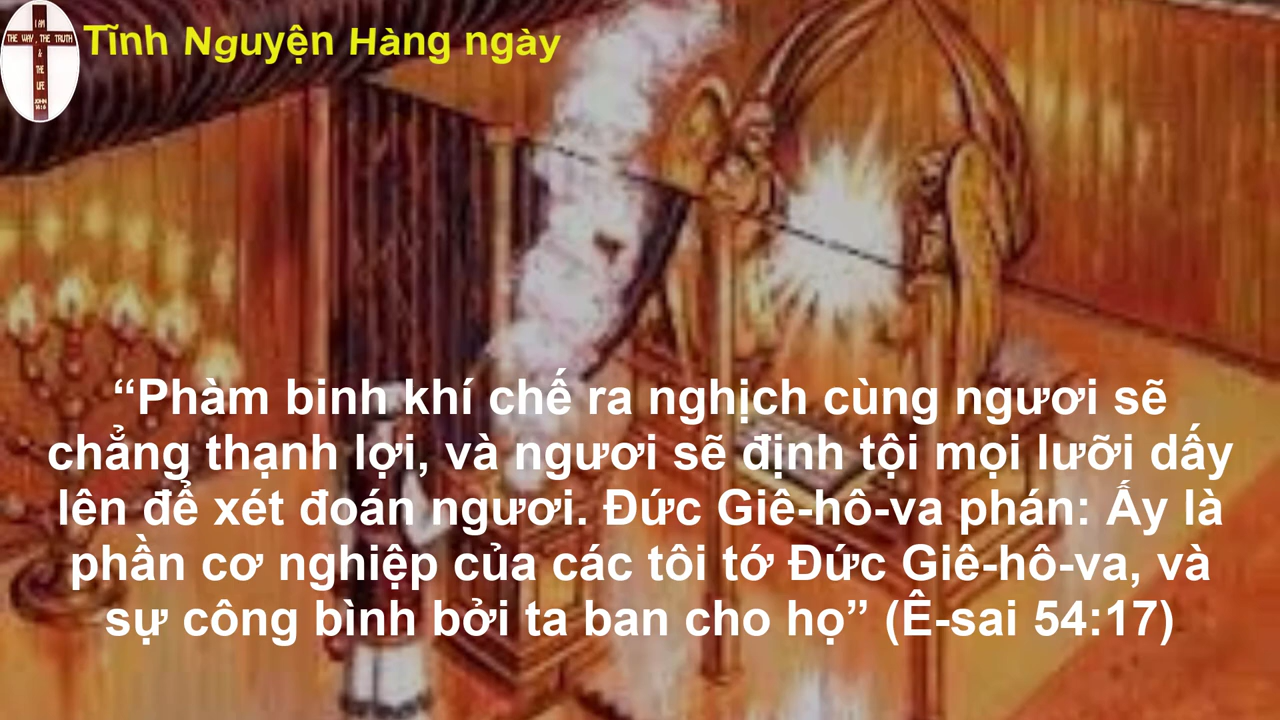 I AM
THE WAY, THE TRUTH
&
THE
LIFE
JOHN
14:6
Tĩnh Nguyện Hàng ngày
“Phàm binh khí chế ra nghịch cùng ngươi sẽ
chẳng thạnh lợi, và ngươi sẽ định tội mọi lưỡi dấy
lên để xét đoán ngươi. Đức Giê-hô-va phán: Ấy là
phần cơ nghiệp của các tôi tớ Đức Giê-hô-va, và
sự công bình bởi ta ban cho họ” (Ê-sai 54:17)